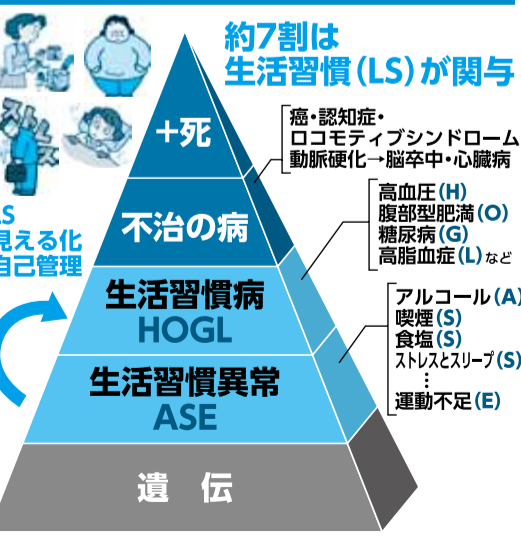 約7割は
生活習慣(LS)が関与
ストレス
+死
癌・認知症・
ロコモティブシンドローム
動脈硬化→脳卒中・心臓病
不治の病
高血圧(H)
腹部型肥満(O)
糖尿病(G)
高脂血症(L)など
LS
見える化
自己管理
生活習慣病
HOGL
アルコール(A)
喫煙(S)
食塩(S)
ストレスとスリープ(S)
⋮
運動不足(E)
生活習慣異常
ASE
遺 伝